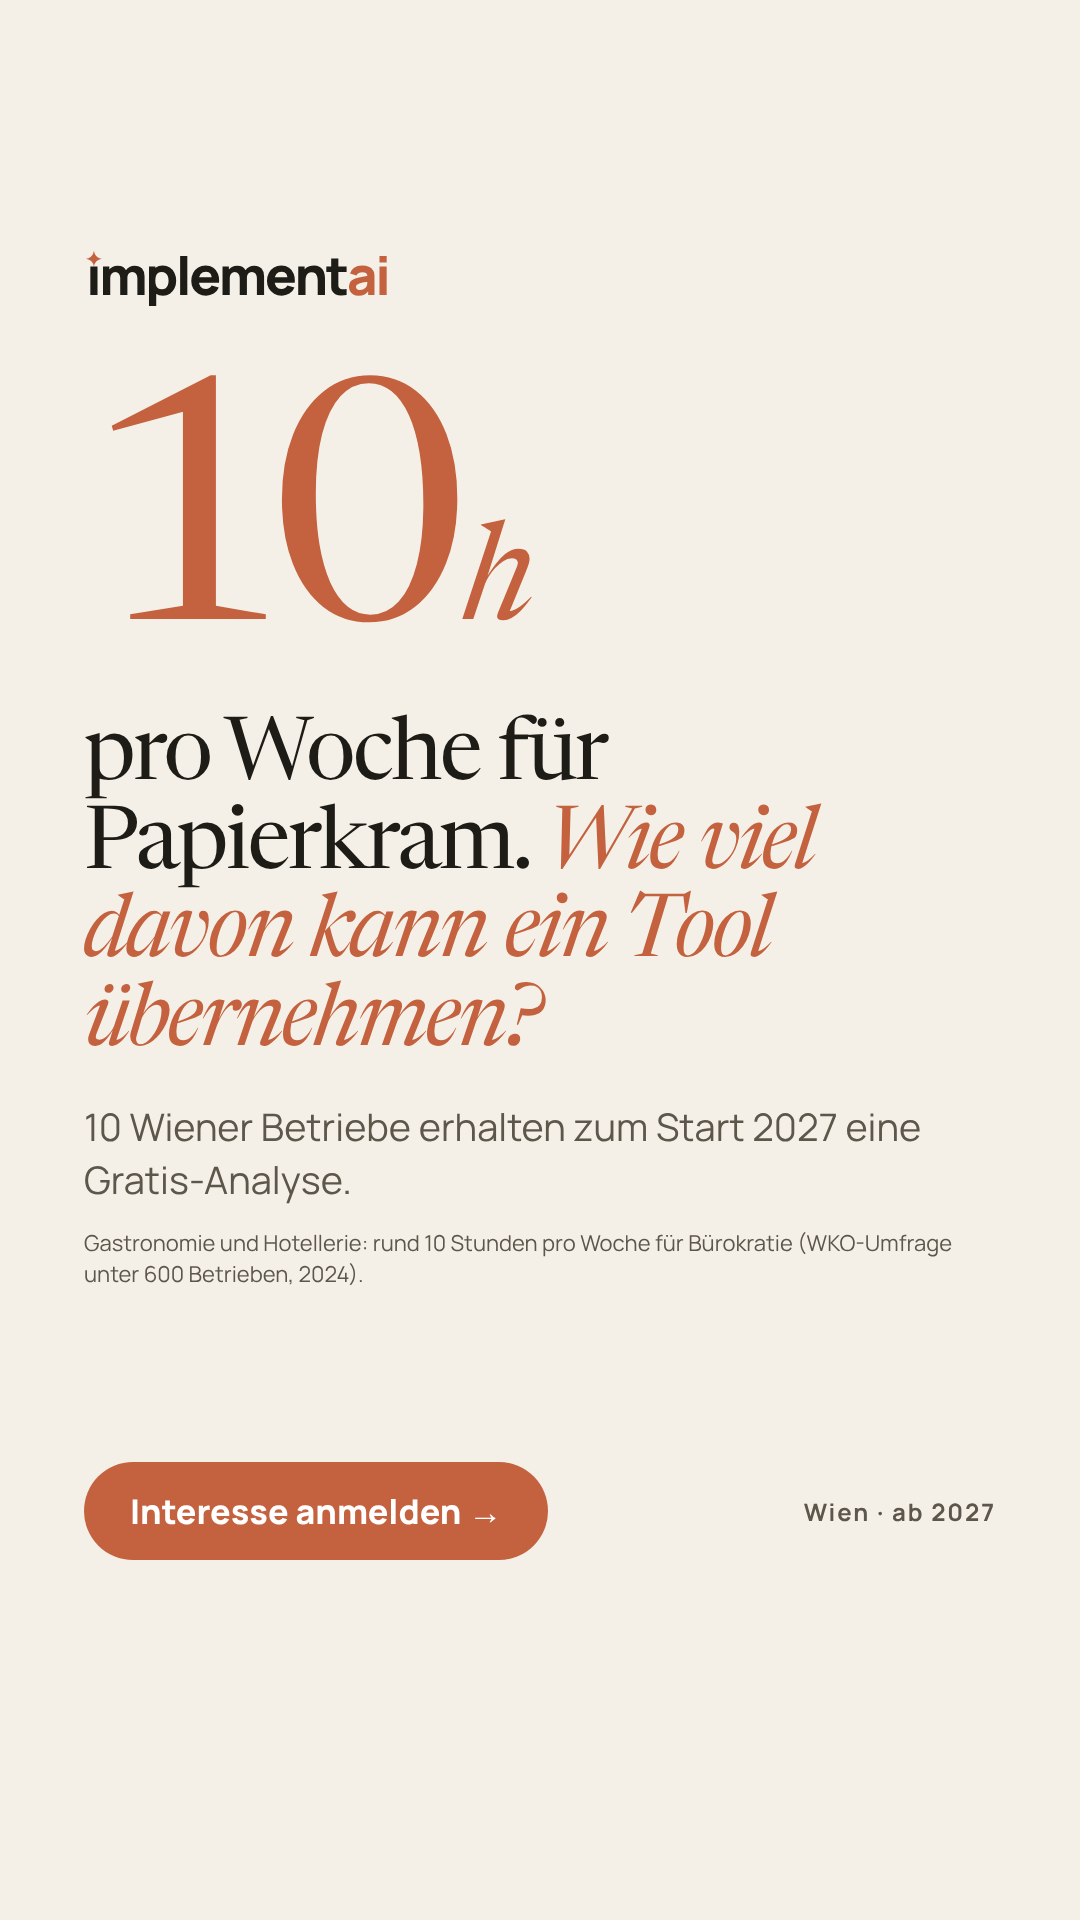 implementai
10h
pro Woche für
Papierkram. Wie viel
davon kann ein Tool
übernehmen?
10 Wiener Betriebe erhalten zum Start 2027 eine
Gratis-Analyse.
Gastronomie und Hotellerie: rund 10 Stunden pro Woche für Bürokratie (WKO-Umfrage
unter 600 Betrieben, 2024).
Interesse anmelden →
Wien · ab 2027